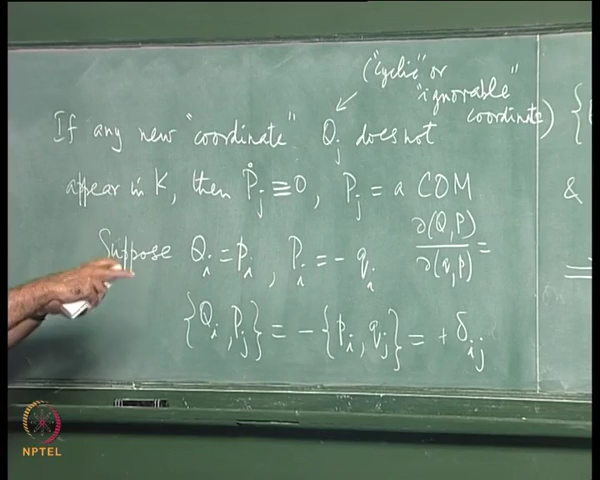 ("cyclic" or
"ignorable"
coordinate)
If any new "coordinate" Q_j does not
appear in K, then Ṗ_j ≡ 0, P_j = a COM
Suppose Q_i = p_i, P_i = - q_i
∂(Q,P)/∂(q,p) =
{Q_i, P_j} = -{p_i, q_j} = + δ_ij
{
&
NPTEL